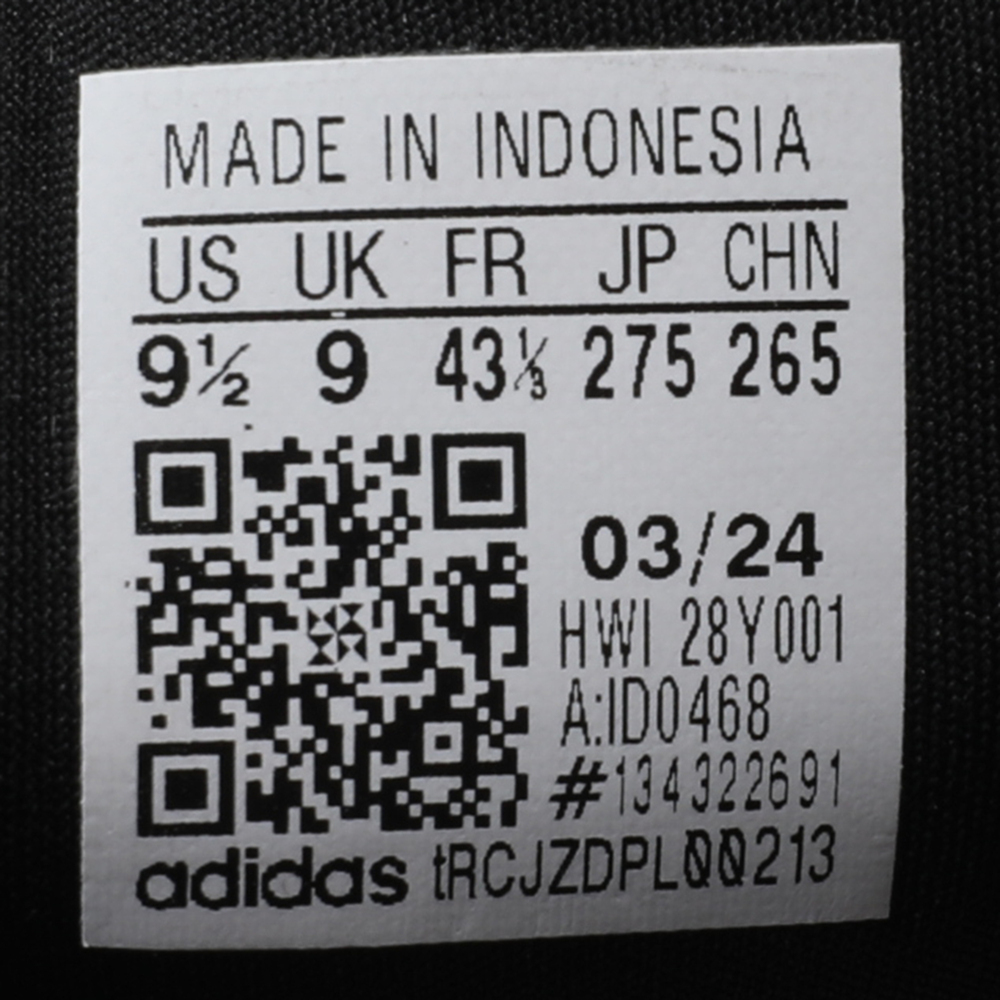 MADE IN INDONESIA
US UK FR JP CHN
9½ 9 43⅓ 275 265
03/24
HWI 28Y001
A:ID0468
#134322691
adidas tRCJZDPL00213